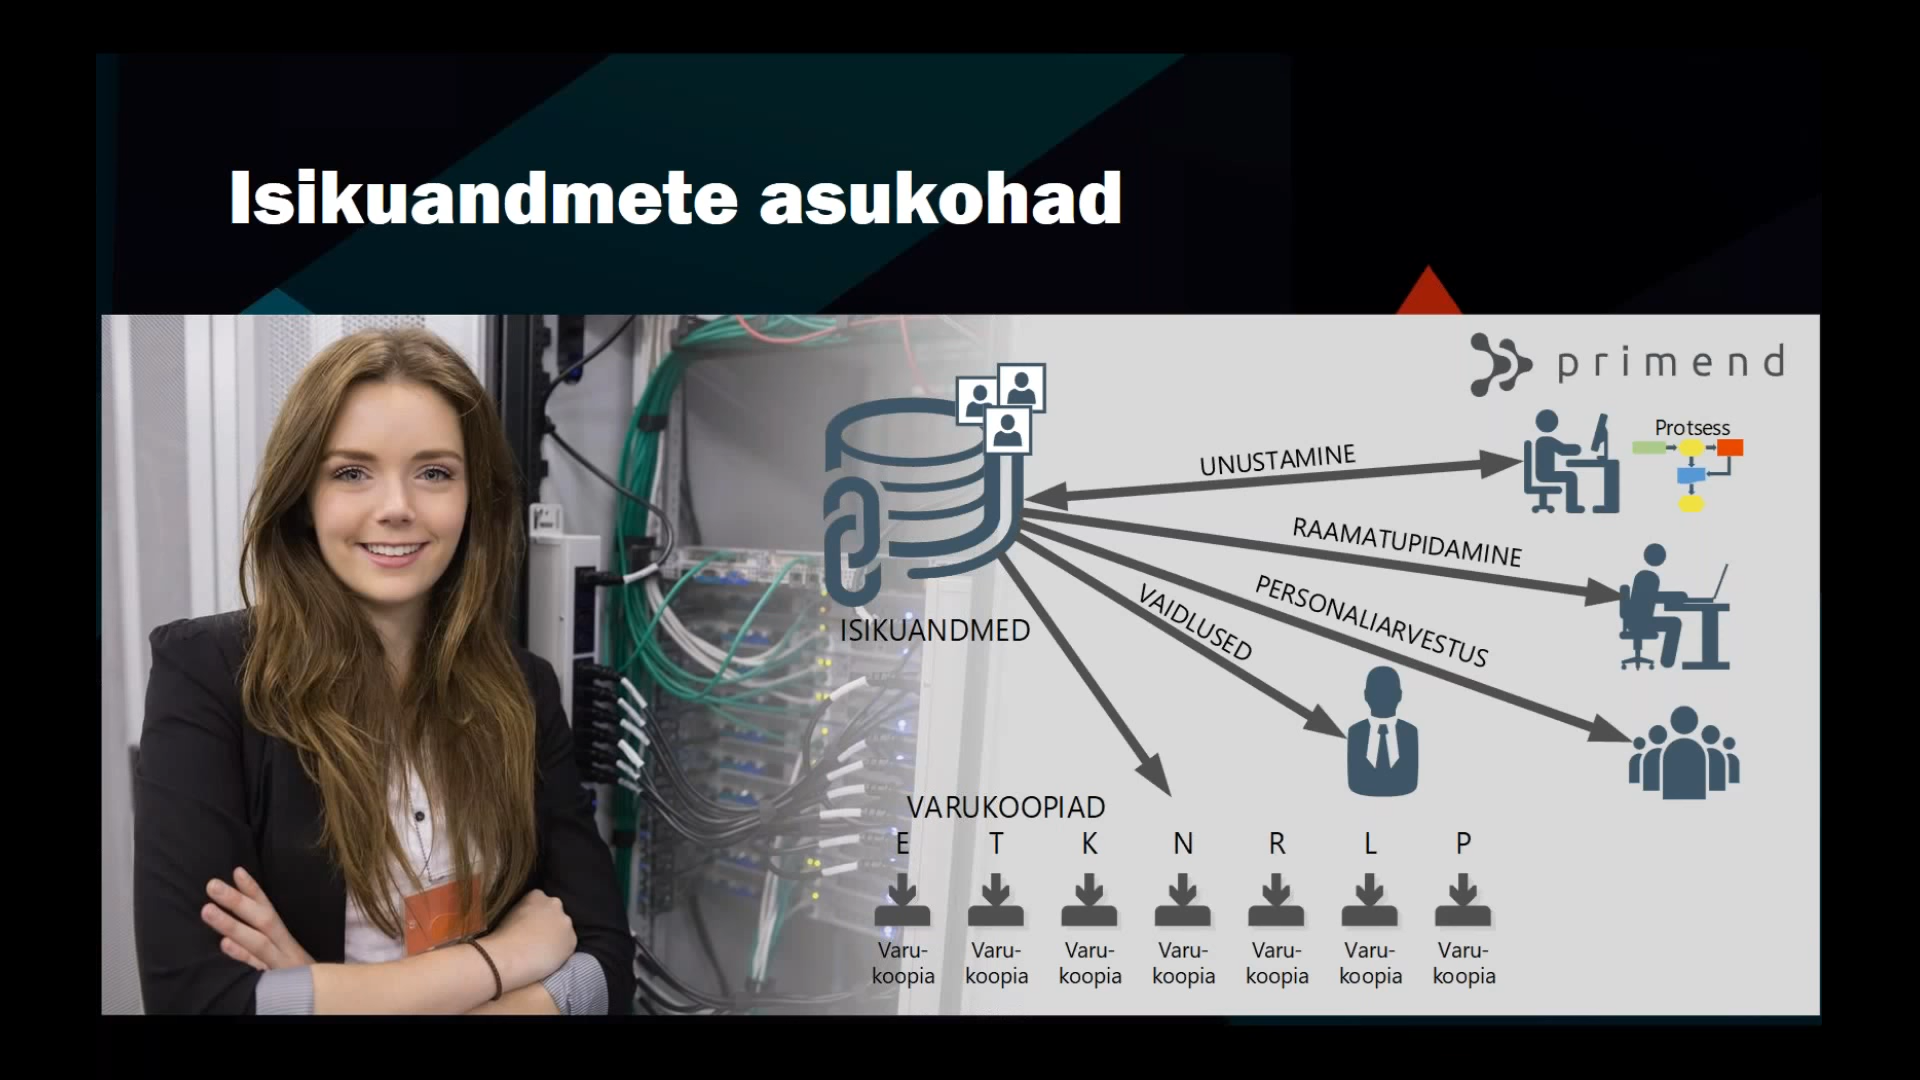 Isikuandmete asukohad
primend
Protsess
UNUSTAMINE
RAAMATUPIDAMINE
PERSONALIARVESTUS
VAIDLUSED
ISIKUANDMED
VARUKOOPIAD
E T K N R L P
Varu- Varu- Varu- Varu- Varu- Varu- Varu-
koopia koopia koopia koopia koopia koopia koopia